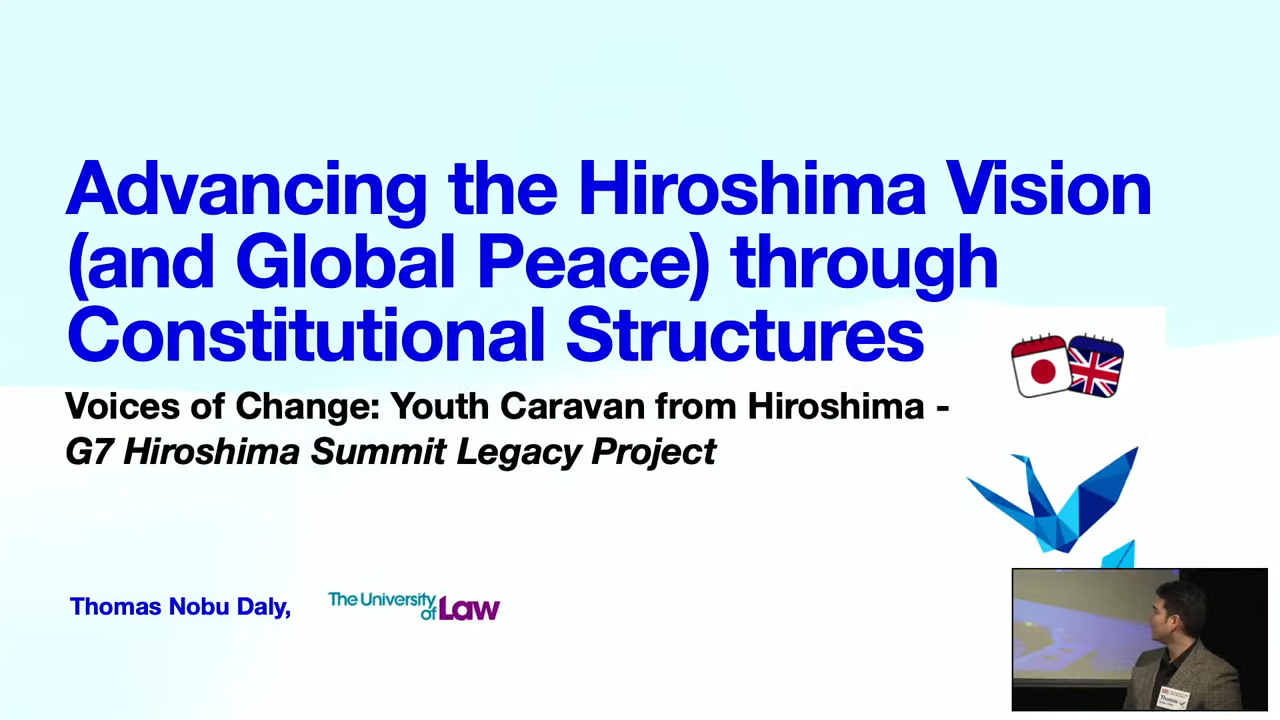 Advancing the Hiroshima Vision
(and Global Peace) through
Constitutional Structures
Voices of Change: Youth Caravan from Hiroshima -
G7 Hiroshima Summit Legacy Project
Thomas Nobu Daly,
The University
of Law
Thomas